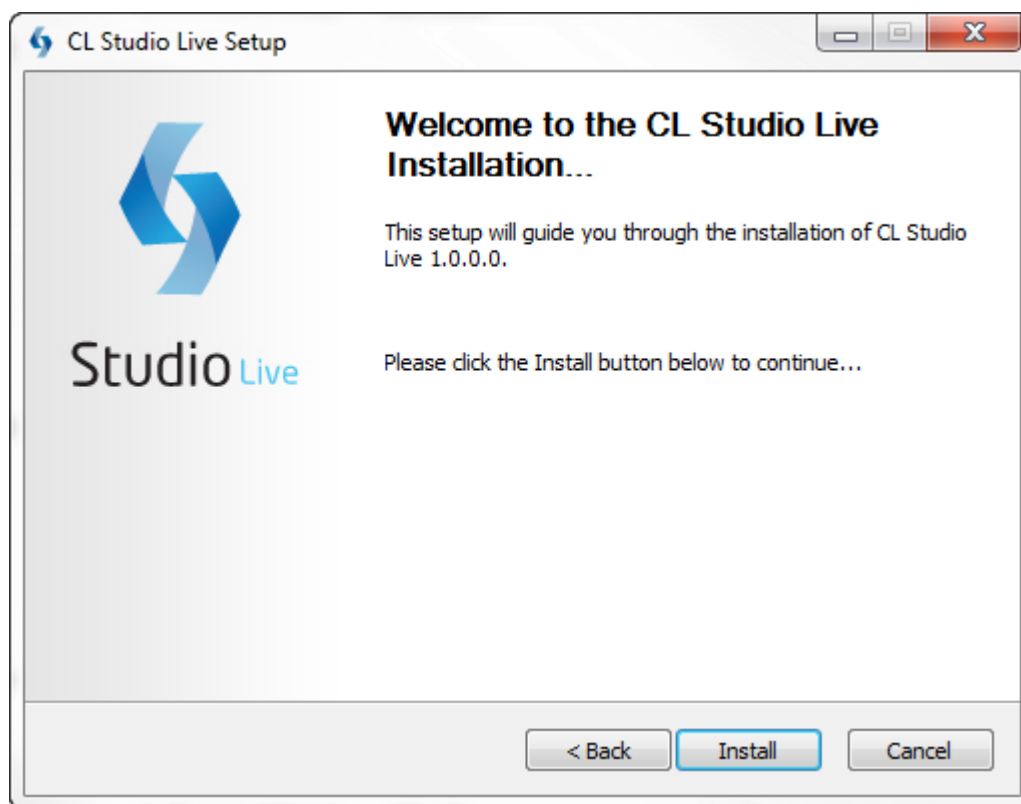 CL Studio Live Setup
Welcome to the CL Studio Live
Installation...
This setup will guide you through the installation of CL Studio
Live 1.0.0.0.
Studio Live
Please click the Install button below to continue...
< Back
Install
Cancel